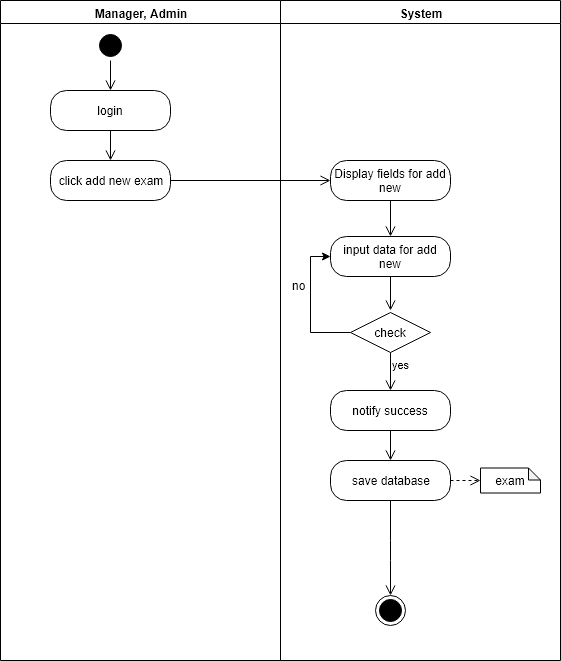 Manager, Admin
System
login
click add new exam
Display fields for add
new
input data for add
new
no
check
yes
notify success
save database
exam